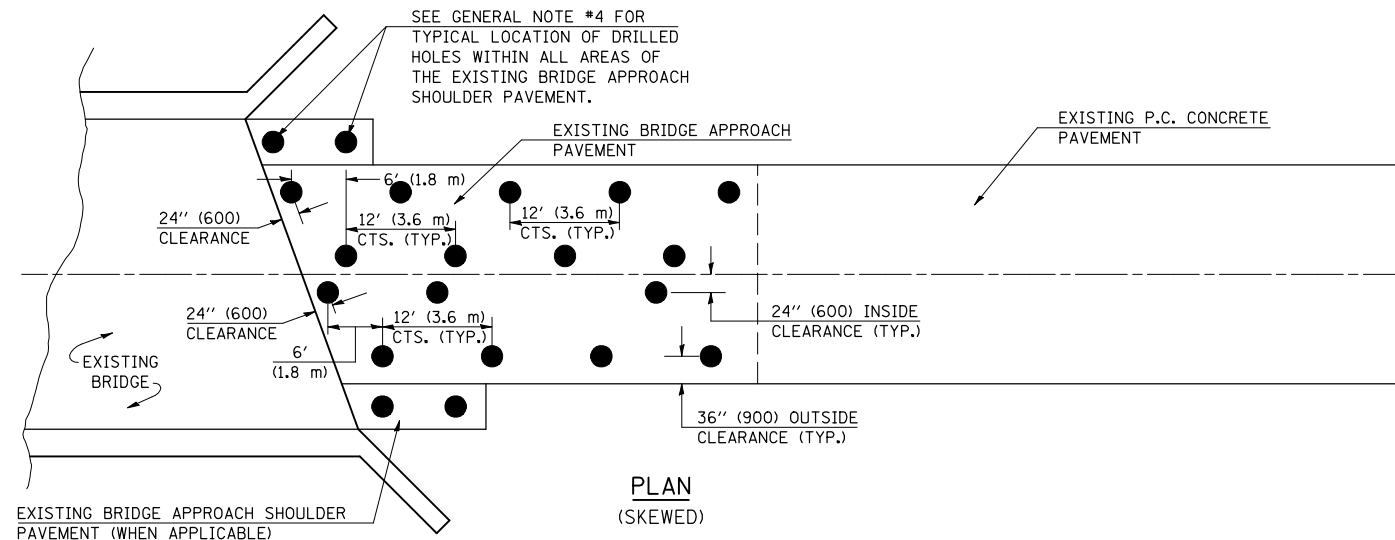 SEE GENERAL NOTE #4 FOR
TYPICAL LOCATION OF DRILLED
HOLES WITHIN ALL AREAS OF
THE EXISTING BRIDGE APPROACH
SHOULDER PAVEMENT.
EXISTING BRIDGE APPROACH
PAVEMENT
EXISTING P.C. CONCRETE
PAVEMENT
6' (1.8 m)
24'' (600)
CLEARANCE
12' (3.6 m)
CTS. (TYP.)
12' (3.6 m)
CTS. (TYP.)
24'' (600)
CLEARANCE
12' (3.6 m)
CTS. (TYP.)
24'' (600) INSIDE
CLEARANCE (TYP.)
6'
(1.8 m)
EXISTING
BRIDGE
36'' (900) OUTSIDE
CLEARANCE (TYP.)
PLAN
(SKEWED)
EXISTING BRIDGE APPROACH SHOULDER
PAVEMENT (WHEN APPLICABLE)